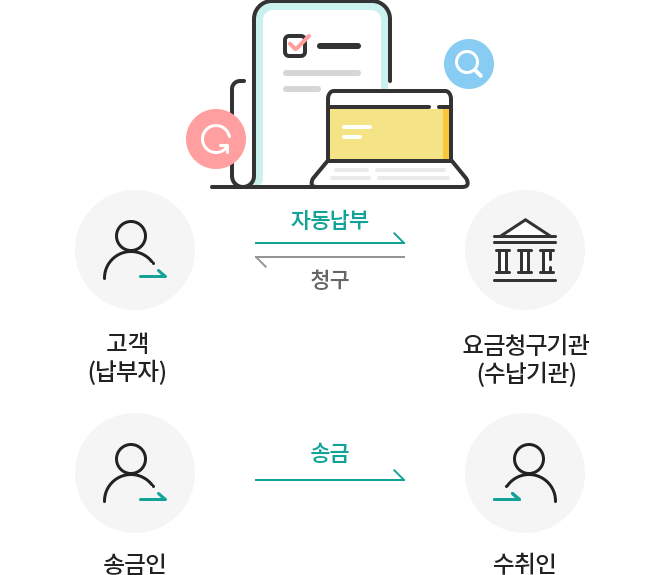 자동납부
청구
고객
(납부자)
요금청구기관
(수납기관)
송금
송금인
수취인